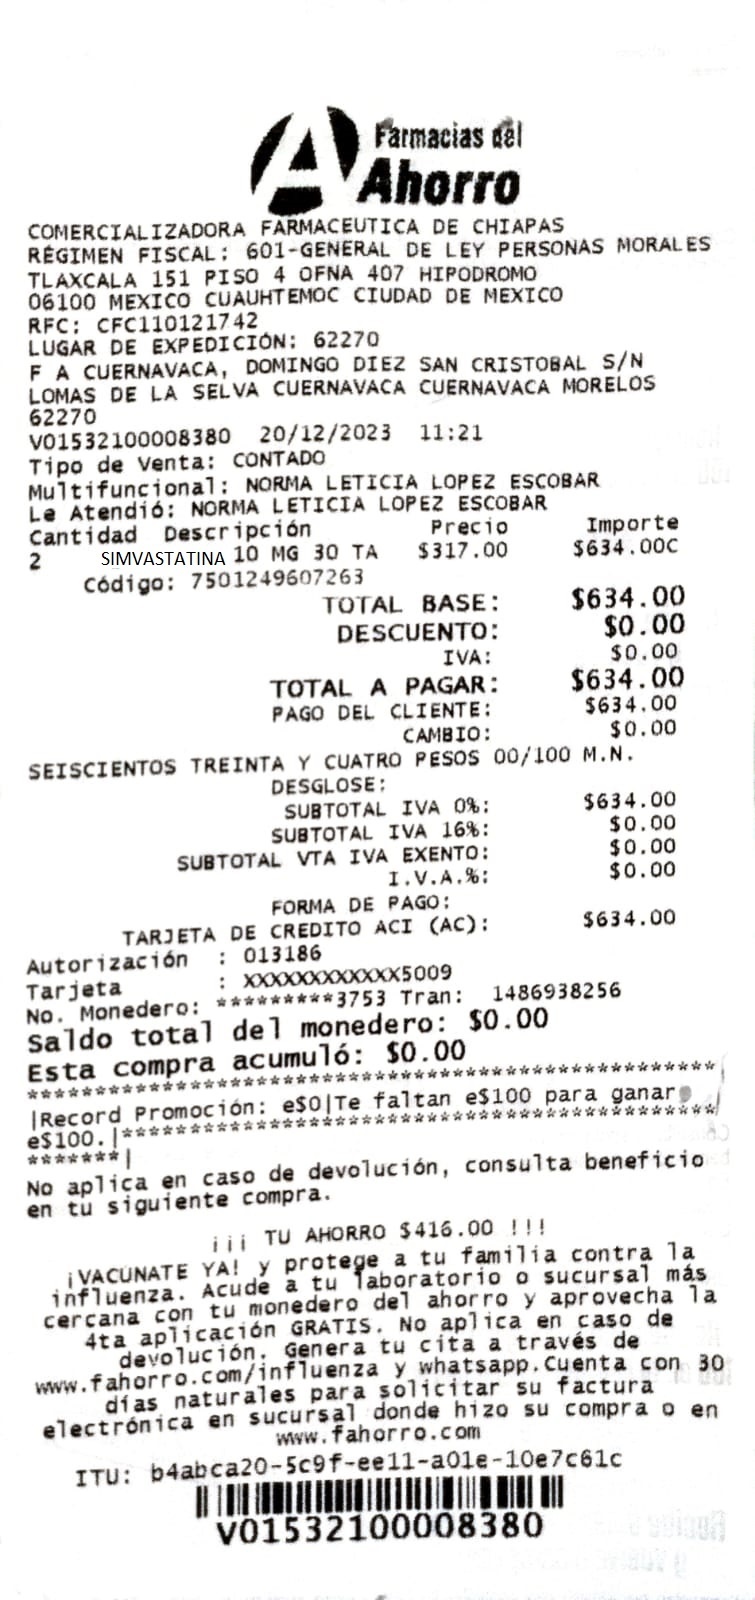 A Farmacias del
Ahorro
COMERCIALIZADORA FARMACEUTICA DE CHIAPAS
RÉGIMEN FISCAL: 601-GENERAL DE LEY PERSONAS MORALES
TLAXCALA 151 PISO 4 OFNA 407 HIPODROMO
06100 MEXICO CUAUHTEMOC CIUDAD DE MEXICO
RFC: CFC110121742
LUGAR DE EXPEDICIÓN: 62270
F A CUERNAVACA, DOMINGO DIEZ SAN CRISTOBAL S/N
LOMAS DE LA SELVA CUERNAVACA CUERNAVACA MORELOS
62270
V01532100008380 20/12/2023 11:21
Tipo de Venta: CONTADO
Multifuncional: NORMA LETICIA LOPEZ ESCOBAR
Le Atendió: NORMA LETICIA LOPEZ ESCOBAR
Cantidad Descripción Precio Importe
2 SIMVASTATINA 10 MG 30 TA $317.00 $634.00C
Código: 7501249607263
TOTAL BASE: $634.00
DESCUENTO: $0.00
IVA: $0.00
TOTAL A PAGAR: $634.00
PAGO DEL CLIENTE: $634.00
CAMBIO: $0.00
SEISCIENTOS TREINTA Y CUATRO PESOS 00/100 M.N.
DESGLOSE:
SUBTOTAL IVA 0%: $634.00
SUBTOTAL IVA 16%: $0.00
SUBTOTAL VTA IVA EXENTO: $0.00
I.V.A.%: $0.00
FORMA DE PAGO:
TARJETA DE CREDITO ACI (AC): $634.00
Autorización : 013186
Tarjeta : XXXXXXXXXXXX5009
No. Monedero: *********3753 Tran: 1486938256
Saldo total del monedero: $0.00
Esta compra acumuló: $0.00
***************************************************
|Record Promoción: e$0|Te faltan e$100 para ganar
e$100.|********************************************
*******|
No aplica en caso de devolución, consulta beneficio
en tu siguiente compra.
¡¡¡ TU AHORRO $416.00 !!!
¡VACUNATE YA! y protege a tu familia contra la
influenza. Acude a tu laboratorio o sucursal más
cercana con tu monedero del ahorro y aprovecha la
4ta aplicación GRATIS. No aplica en caso de
devolución. Genera tu cita a través de
www.fahorro.com/influenza y whatsapp.Cuenta con 30
días naturales para solicitar su factura
electrónica en sucursal donde hizo su compra o en
www.fahorro.com
ITU: b4abca20-5c9f-ee11-a01e-10e7c61c
V01532100008380